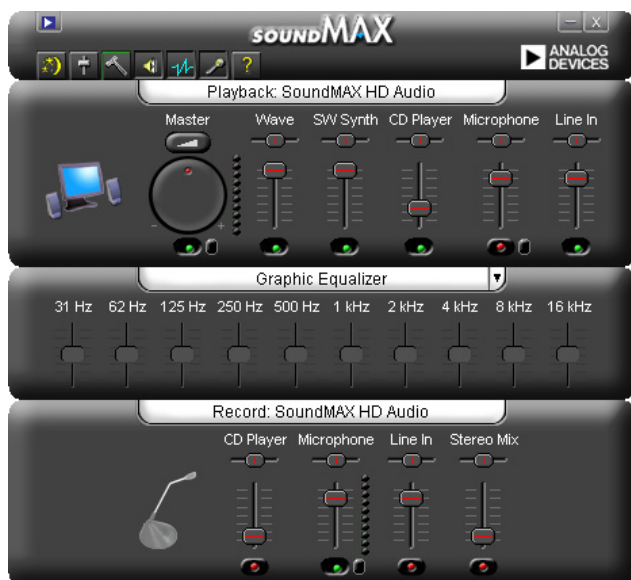 SOUNDMAX
ANALOG
DEVICES
Playback: SoundMAX HD Audio
Master Wave SW Synth CD Player Microphone Line In
- +
Graphic Equalizer
31 Hz 62 Hz 125 Hz 250 Hz 500 Hz 1 kHz 2 kHz 4 kHz 8 kHz 16 kHz
Record: SoundMAX HD Audio
CD Player Microphone Line In Stereo Mix